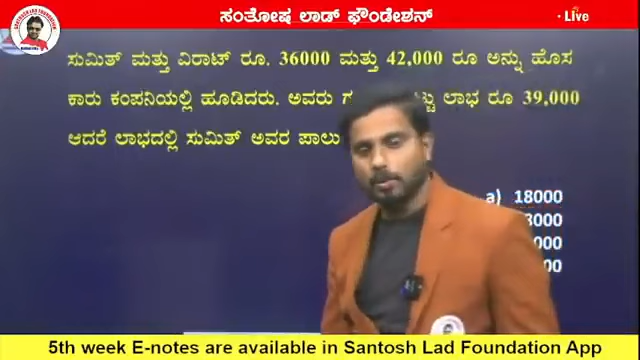 ಸಂತೋಷ ಲಾಡ್ ಫೌಂಡೇಶನ್
Live
ಸುಮಿತ್ ಮತ್ತು ವಿರಾಟ್ ರೂ. 36000 ಮತ್ತು 42,000 ರೂ ಅನ್ನು ಹೊಸ
ಕಾರು ಕಂಪನಿಯಲ್ಲಿ ಹೂಡಿದರು. ಅವರು ಲಾಭ ರೂ 39,000
ಆದರೆ ಲಾಭದಲ್ಲಿ ಸುಮಿತ್ ಅವರ ಪಾಲು
a) 18000
5th week E-notes are available in Santosh Lad Foundation App